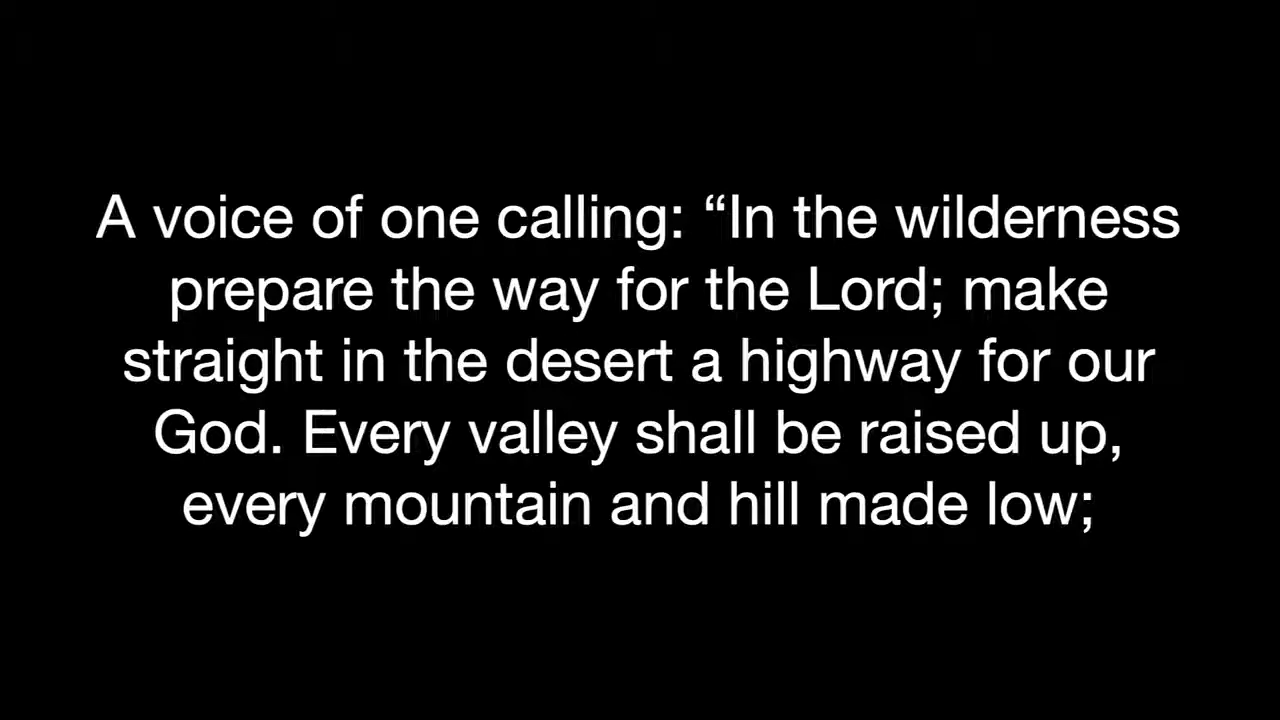 A voice of one calling: “In the wilderness
prepare the way for the Lord; make
straight in the desert a highway for our
God. Every valley shall be raised up,
every mountain and hill made low;